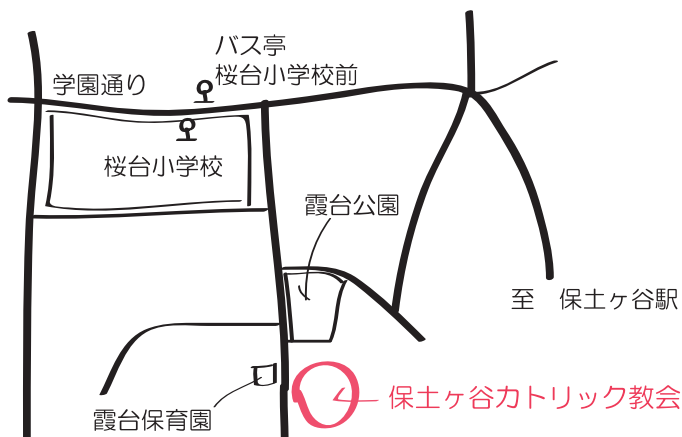 バス亭
桜台小学校前
学園通り
桜台小学校
霞台公園
至　保土ヶ谷駅
保土ヶ谷カトリック教会
霞台保育園